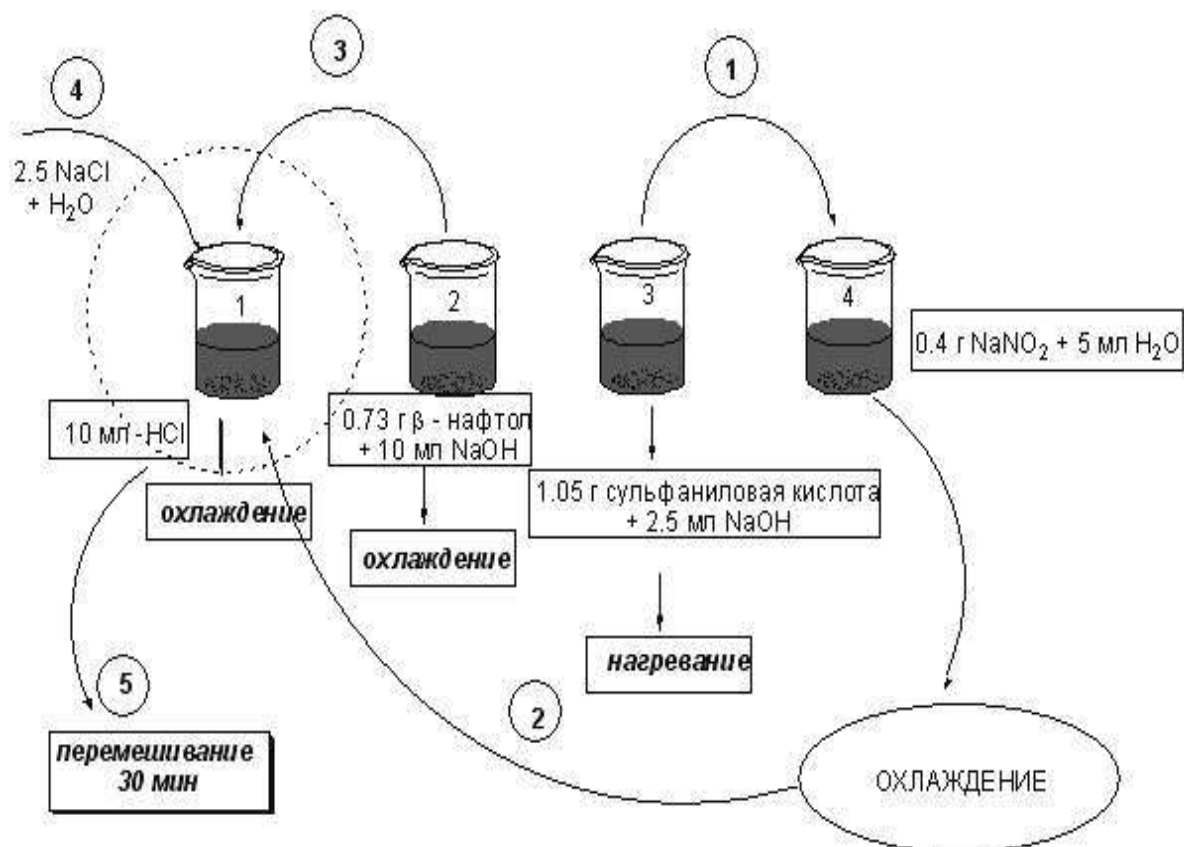 3
1
4
2.5 NaCl
+ H₂O
1
2
3
4
0.4 г NaNO₂ + 5 мл H₂O
10 мл -HCl
0.73 г β - нафтол
+ 10 мл NaOH
1.05 г сульфаниловая кислота
+ 2.5 мл NaOH
охлаждение
охлаждение
нагревание
5
2
перемешивание
30 мин
ОХЛАЖДЕНИЕ